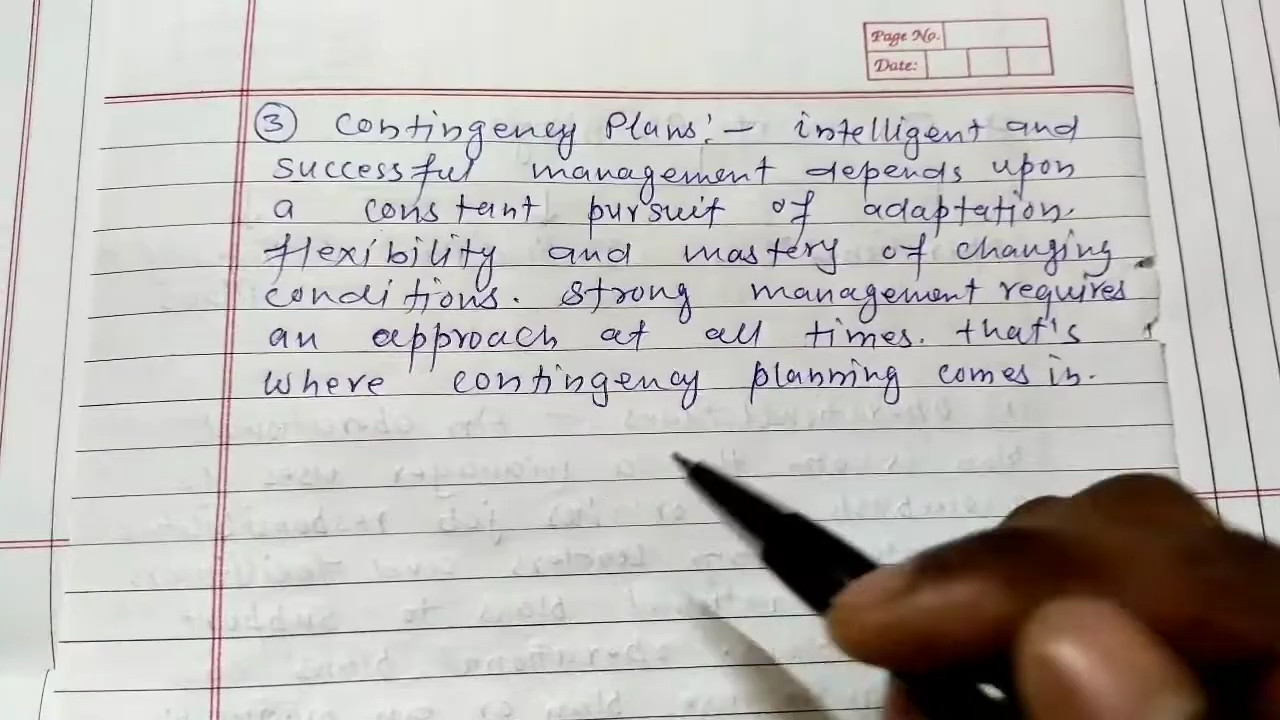 Page No.
Date:
③ Contingency Plans:- intelligent and
successful management depends upon
a constant pursuit of adaptation,
flexibility and mastery of changing
conditions. Strong management requires
an approach at all times. that's
where contingency planning comes in.